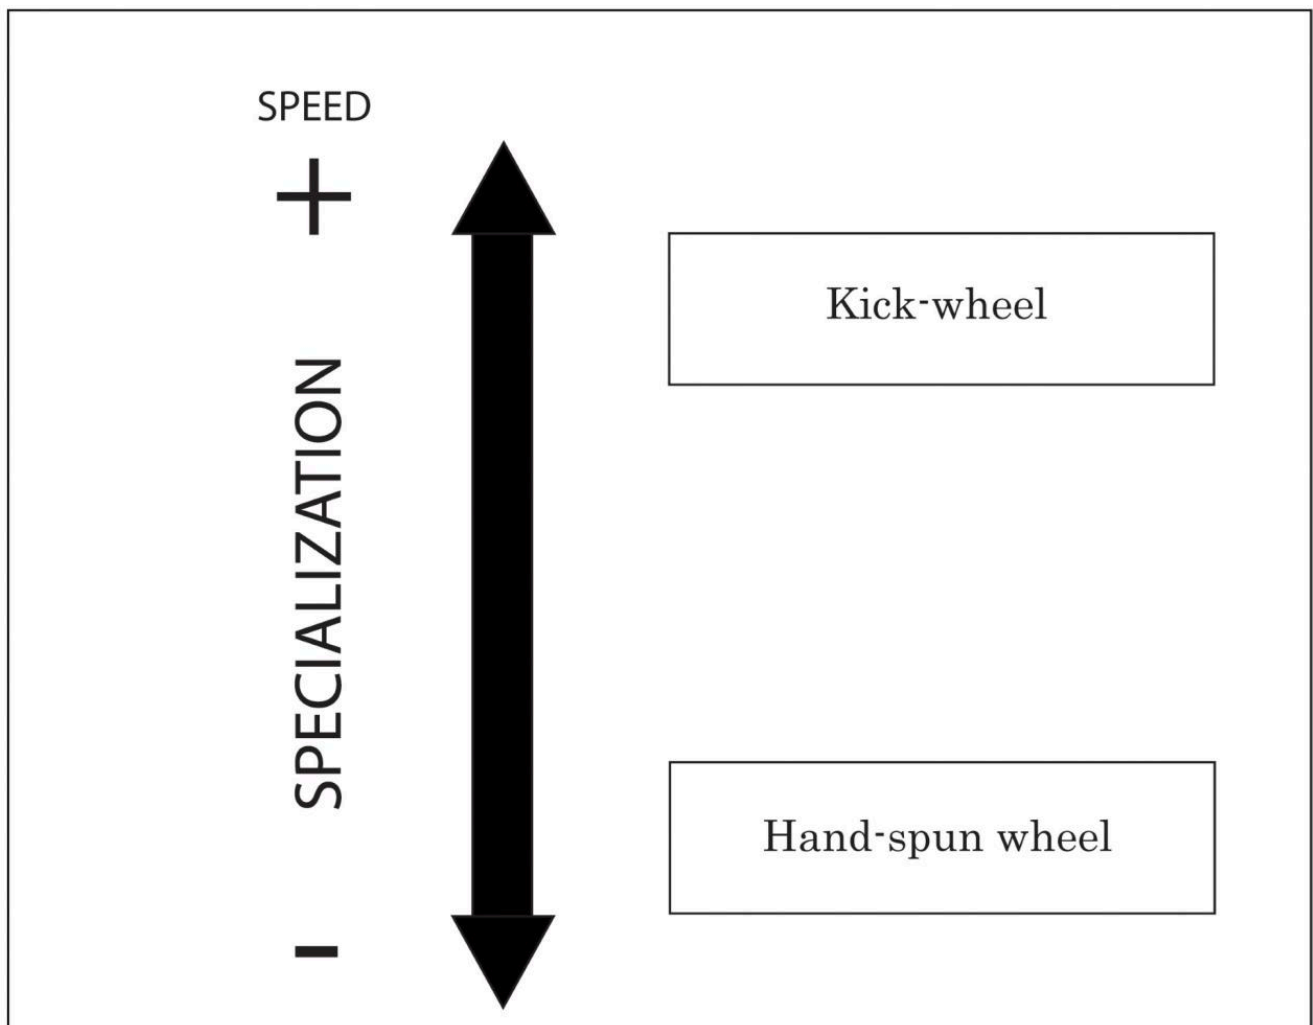 SPEED
+
SPECIALIZATION
-
Kick-wheel
Hand-spun wheel